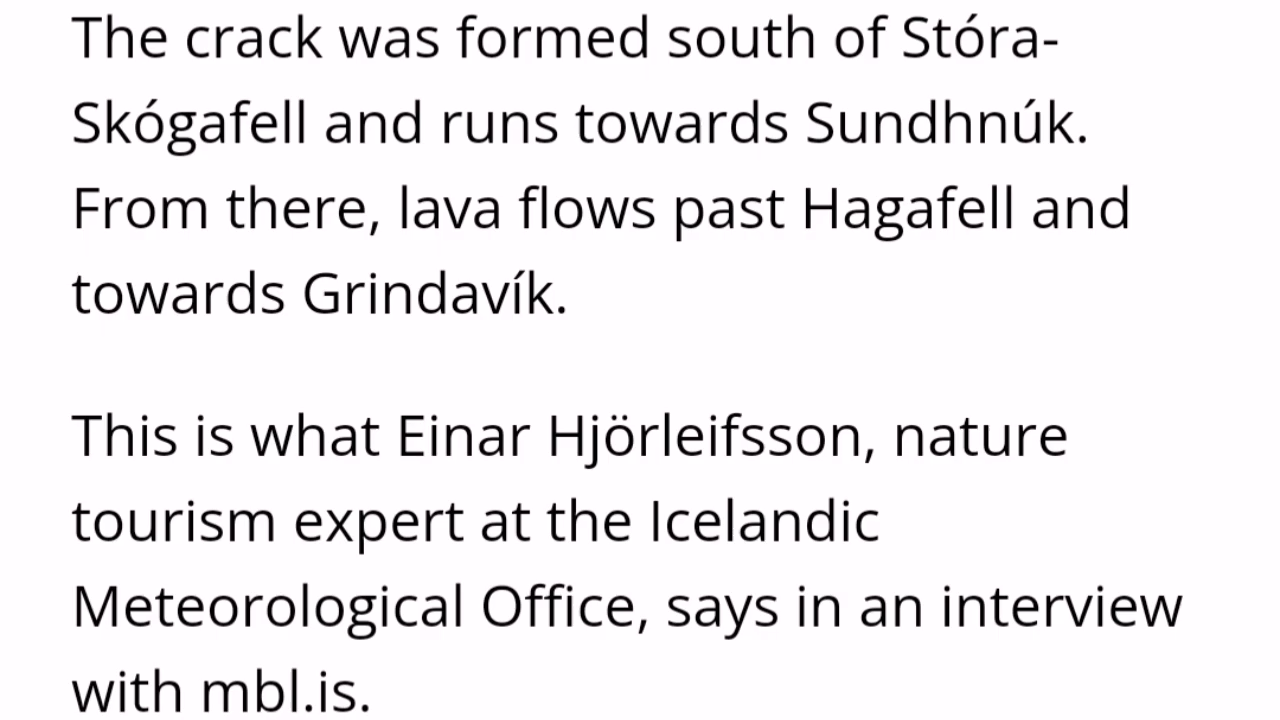 The crack was formed south of Stóra-
Skógafell and runs towards Sundhnúk.
From there, lava flows past Hagafell and
towards Grindavík.
This is what Einar Hjörleifsson, nature
tourism expert at the Icelandic
Meteorological Office, says in an interview
with mbl.is.